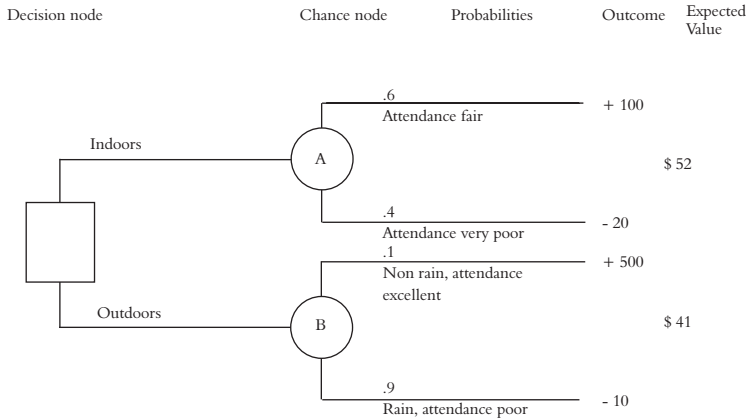 Decision node Chance node Probabilities Outcome Expected
Value
.6
Attendance fair
+ 100
Indoors
A
$ 52
.4
Attendance very poor
- 20
.1
Non rain, attendance
excellent
+ 500
Outdoors
B
$ 41
.9
Rain, attendance poor
- 10